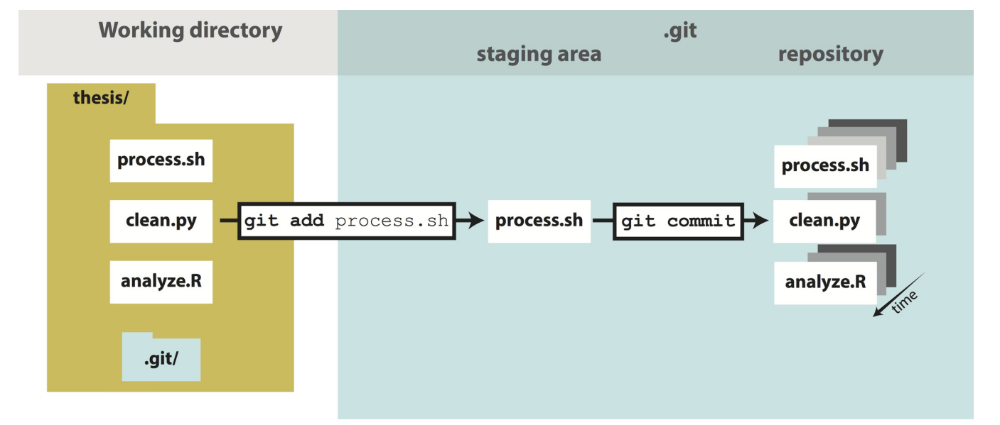 Working directory
.git
staging area
repository
thesis/
process.sh
clean.py
analyze.R
.git/
git add process.sh
process.sh
git commit
process.sh
clean.py
analyze.R
time